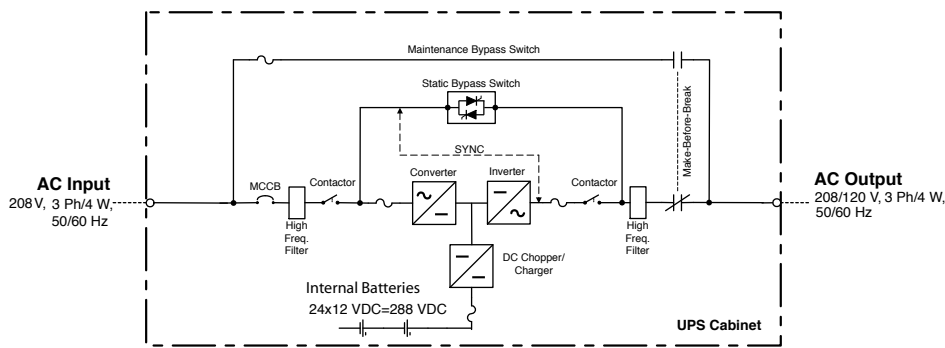 Maintenance Bypass Switch
Static Bypass Switch
Make-Before-Break
SYNC
AC Input
208V, 3 Ph/4 W,
50/60 Hz
MCCB
Contactor
Converter
Inverter
Contactor
AC Output
208/120 V, 3 Ph/4 W,
50/60 Hz
High
Freq.
Filter
High
Freq.
Filter
DC Chopper/
Charger
Internal Batteries
24x12 VDC=288 VDC
UPS Cabinet